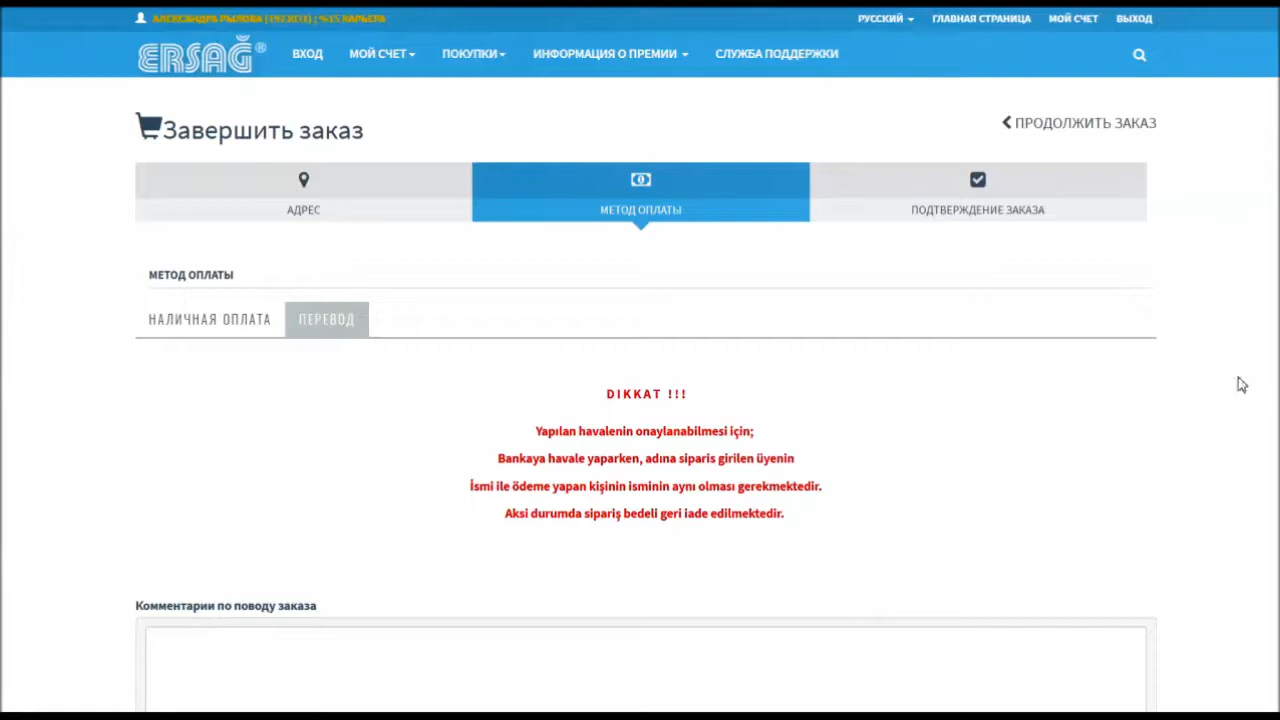 АЛЕКСАНДРА РЫЛОВА
РУССКИЙ ГЛАВНАЯ СТРАНИЦА МОЙ СЧЕТ ВЫХОД
ERSAĞ® ВХОД МОЙ СЧЕТ ПОКУПКИ ИНФОРМАЦИЯ О ПРЕМИИ СЛУЖБА ПОДДЕРЖКИ
Завершить заказ
ПРОДОЛЖИТЬ ЗАКАЗ
АДРЕС МЕТОД ОПЛАТЫ ПОДТВЕРЖДЕНИЕ ЗАКАЗА
МЕТОД ОПЛАТЫ
НАЛИЧНАЯ ОПЛАТА ПЕРЕВОД
DIKKAT !!!
Yapılan havalenin onaylanabilmesi için;
Bankaya havale yaparken, adına siparis girilen üyenin
İsmi ile ödeme yapan kişinin isminin aynı olması gerekmektedir.
Aksi durumda sipariş bedeli geri iade edilmektedir.
Комментарии по поводу заказа